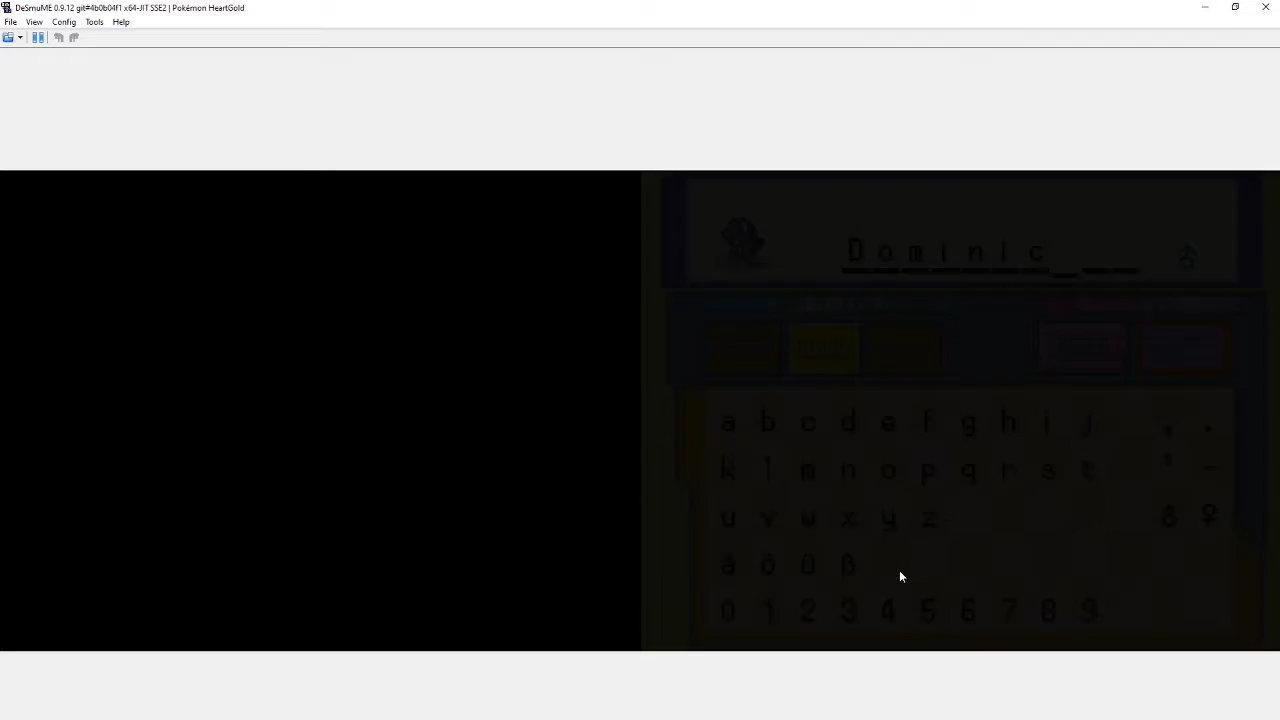 DeSmuME 0.9.12 git#4b0b04f1 x64-JIT SSE2 | Pokémon HeartGold
File View Config Tools Help
Dominic
a b c d e f g h i j , .
k l m n o p q r s t ' -
u v w x y z ♂ ♀
ä ö ü ß
0 1 2 3 4 5 6 7 8 9